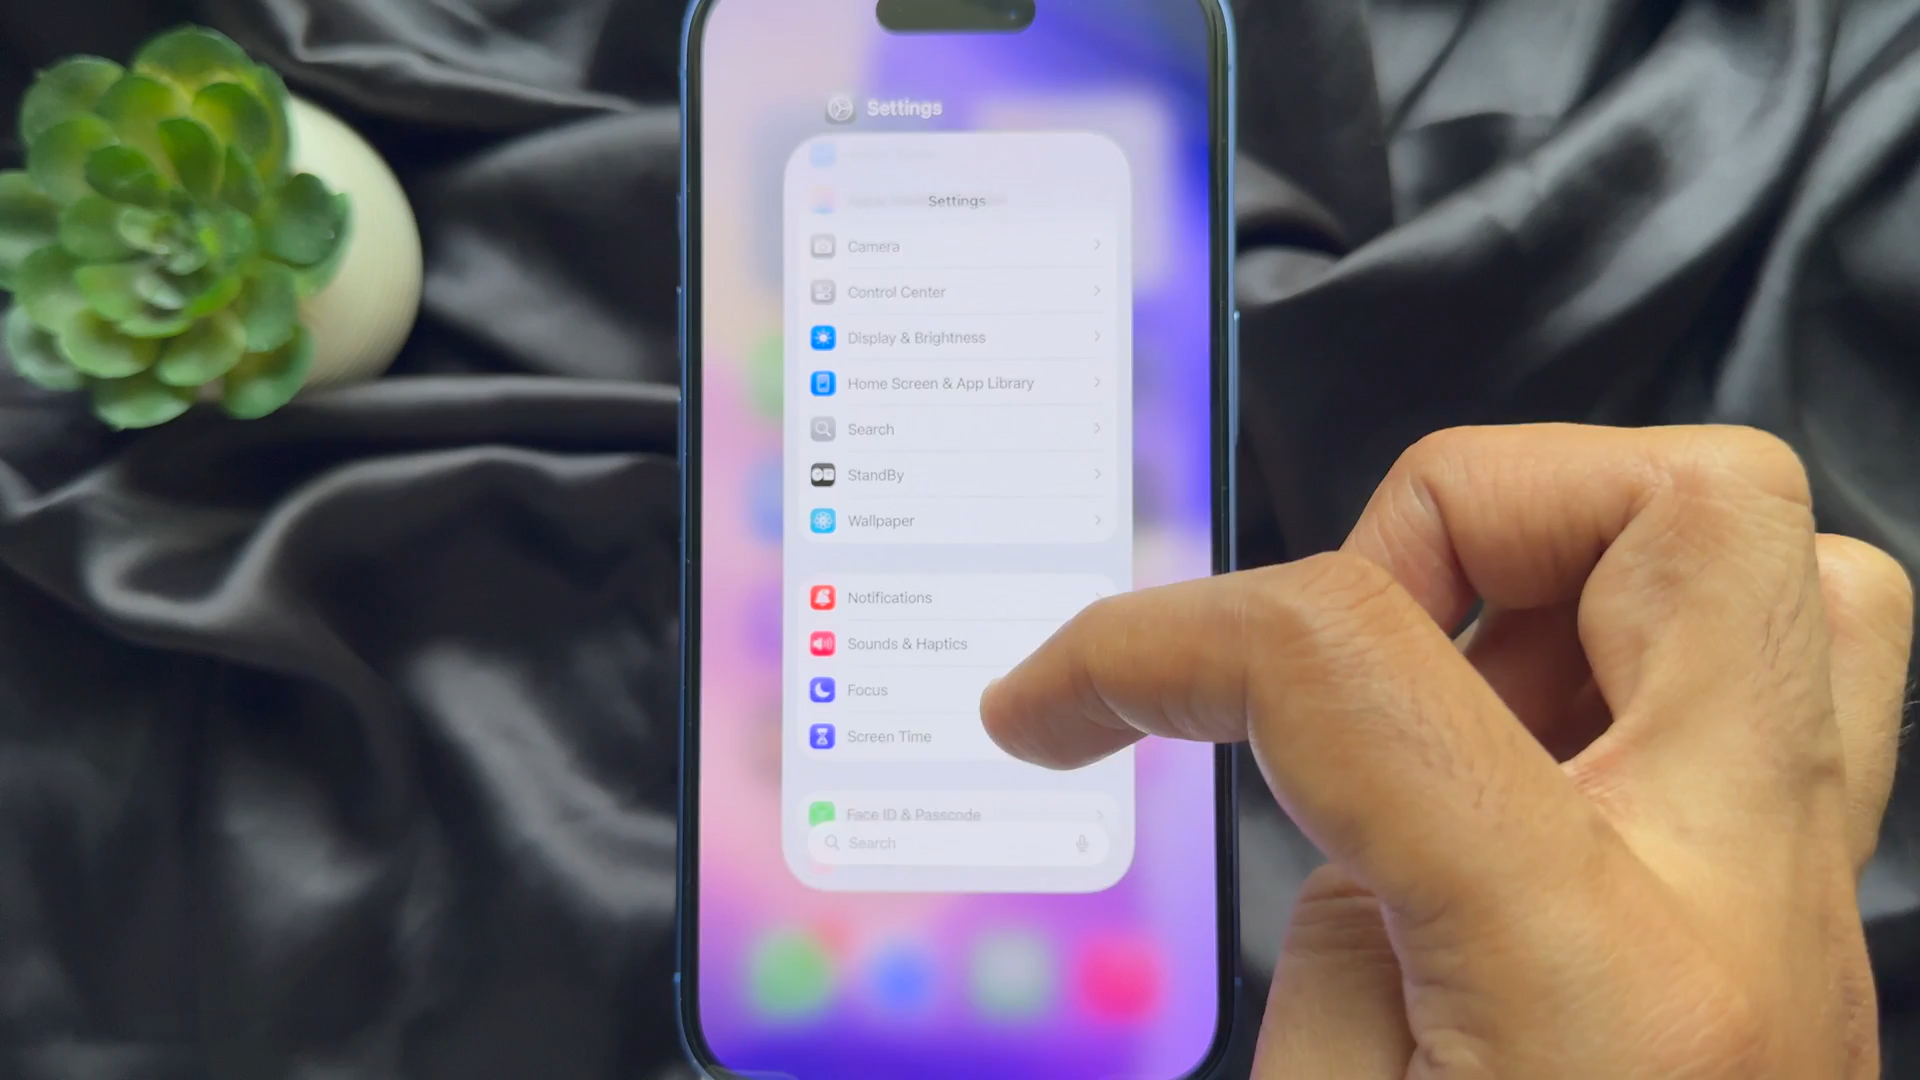 Settings
Settings
Camera
Control Center
Display & Brightness
Home Screen & App Library
Search
StandBy
Wallpaper
Notifications
Sounds & Haptics
Focus
Screen Time
Face ID & Passcode
Search